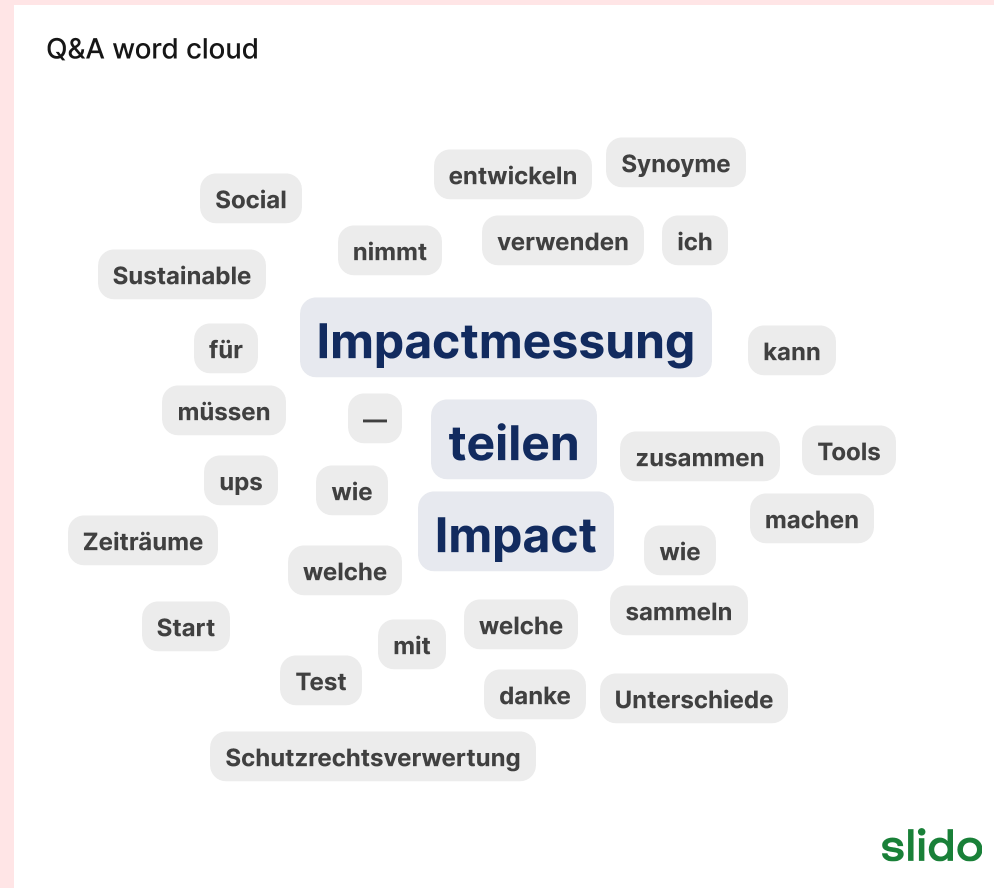 Q&A word cloud
entwickeln
Synoyme
Social
nimmt
verwenden
ich
Sustainable
Impactmessung
für
kann
müssen
—
teilen
zusammen
Tools
ups
wie
Impact
machen
Zeiträume
welche
wie
Start
mit
welche
sammeln
Test
danke
Unterschiede
Schutzrechtsverwertung
slido